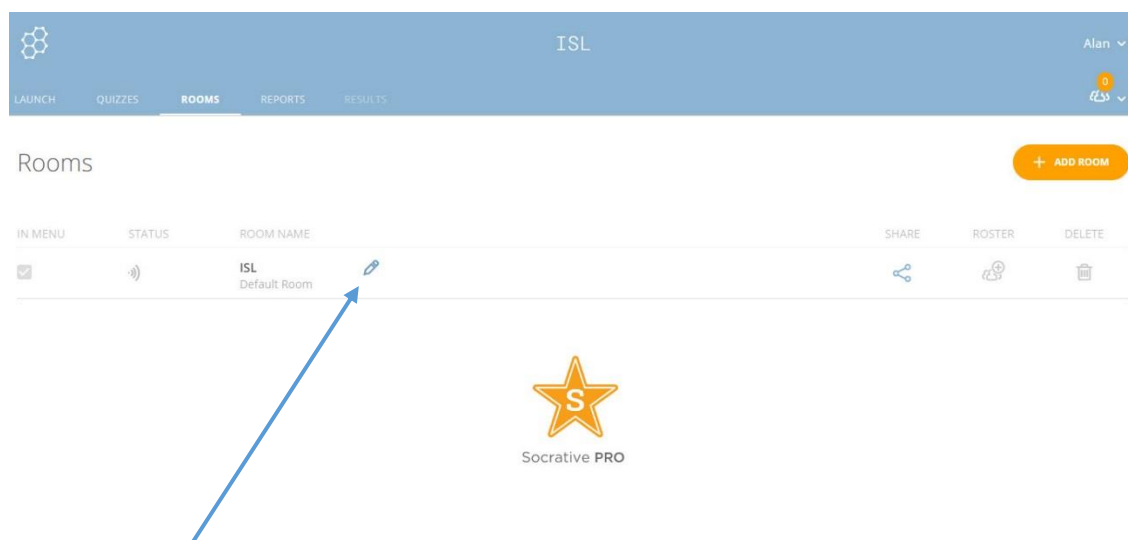 ISL
Alan
LAUNCH QUIZZES ROOMS REPORTS RESULTS
0
Rooms
+ ADD ROOM
IN MENU STATUS ROOM NAME SHARE ROSTER DELETE
ISL
Default Room
S
Socrative PRO